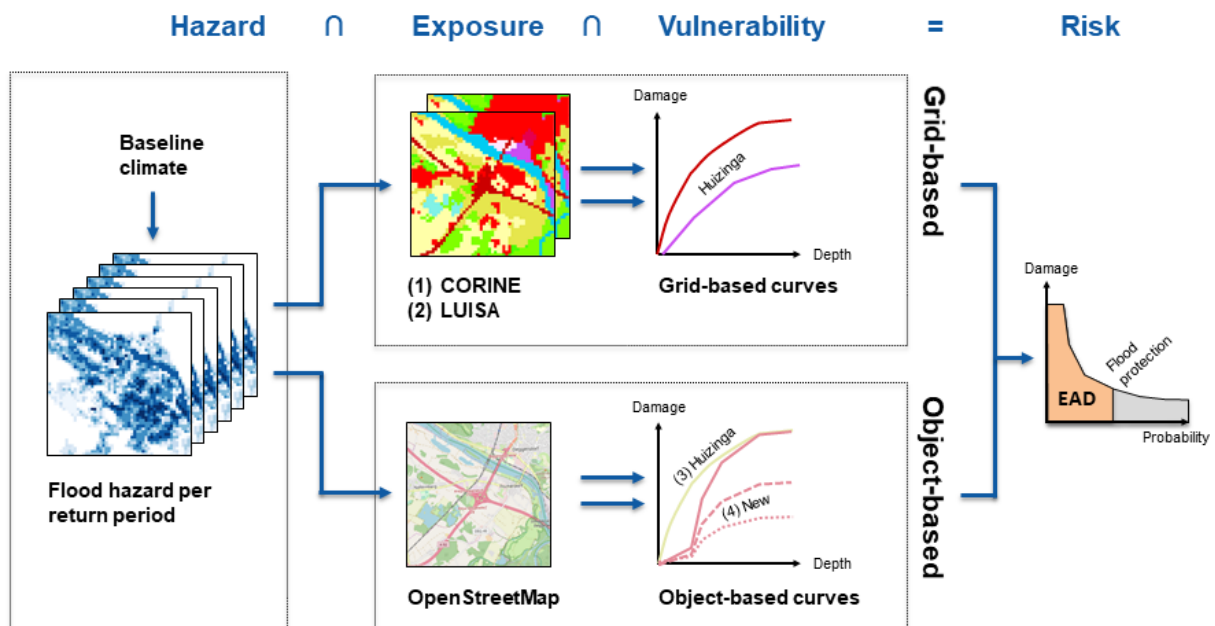 Hazard ∩ Exposure ∩ Vulnerability = Risk
Baseline
climate
Flood hazard per
return period
(1) CORINE
(2) LUISA
Damage
Huizinga
Depth
Grid-based curves
Grid-based
OpenStreetMap
Damage
(3) Huizinga
(4) New
Depth
Object-based curves
Object-based
Damage
Flood
protection
EAD
Probability